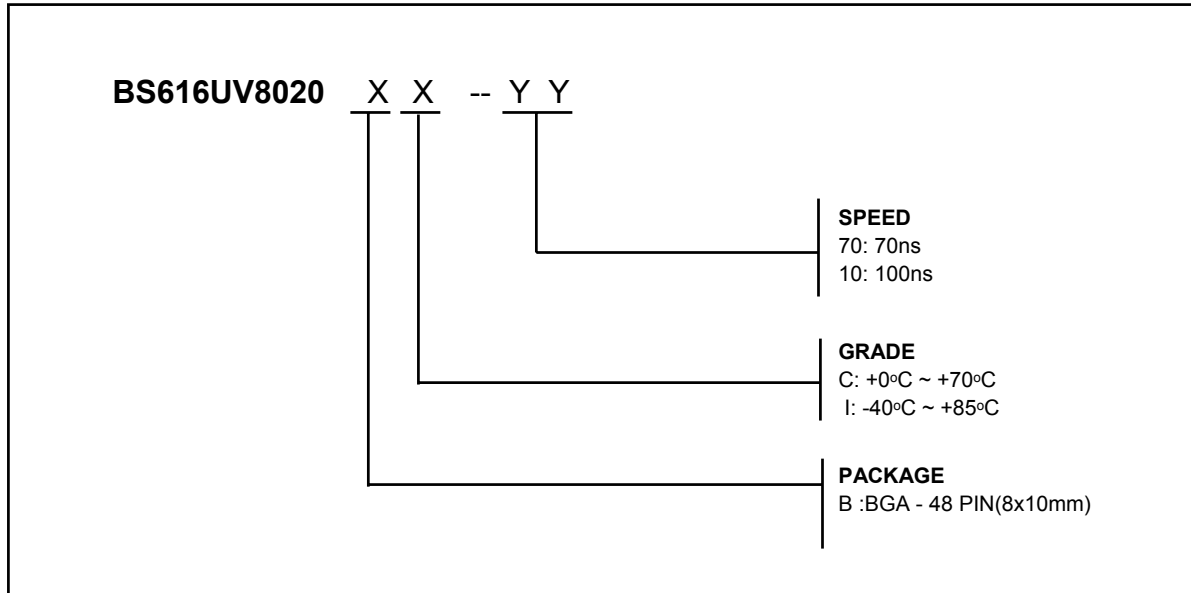 BS616UV8020 X X -- Y Y
SPEED
70: 70ns
10: 100ns
GRADE
C: +0oC ~ +70oC
I: -40oC ~ +85oC
PACKAGE
B :BGA - 48 PIN(8x10mm)